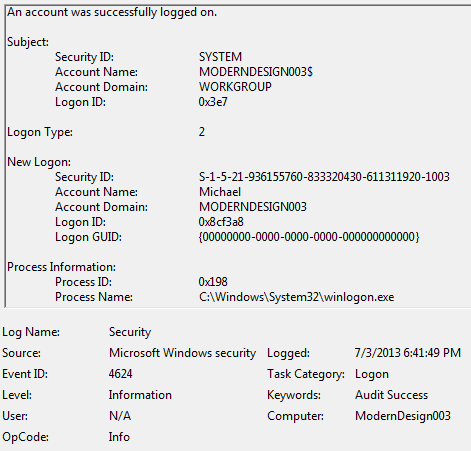 An account was successfully logged on.
Subject:
Security ID: SYSTEM
Account Name: MODERNDESIGN003$
Account Domain: WORKGROUP
Logon ID: 0x3e7
Logon Type: 2
New Logon:
Security ID: S-1-5-21-936155760-833320430-611311920-1003
Account Name: Michael
Account Domain: MODERNDESIGN003
Logon ID: 0x8cf3a8
Logon GUID: {00000000-0000-0000-0000-000000000000}
Process Information:
Process ID: 0x198
Process Name: C:\Windows\System32\winlogon.exe
Log Name: Security
Source: Microsoft Windows security Logged: 7/3/2013 6:41:49 PM
Event ID: 4624 Task Category: Logon
Level: Information Keywords: Audit Success
User: N/A Computer: ModernDesign003
OpCode: Info